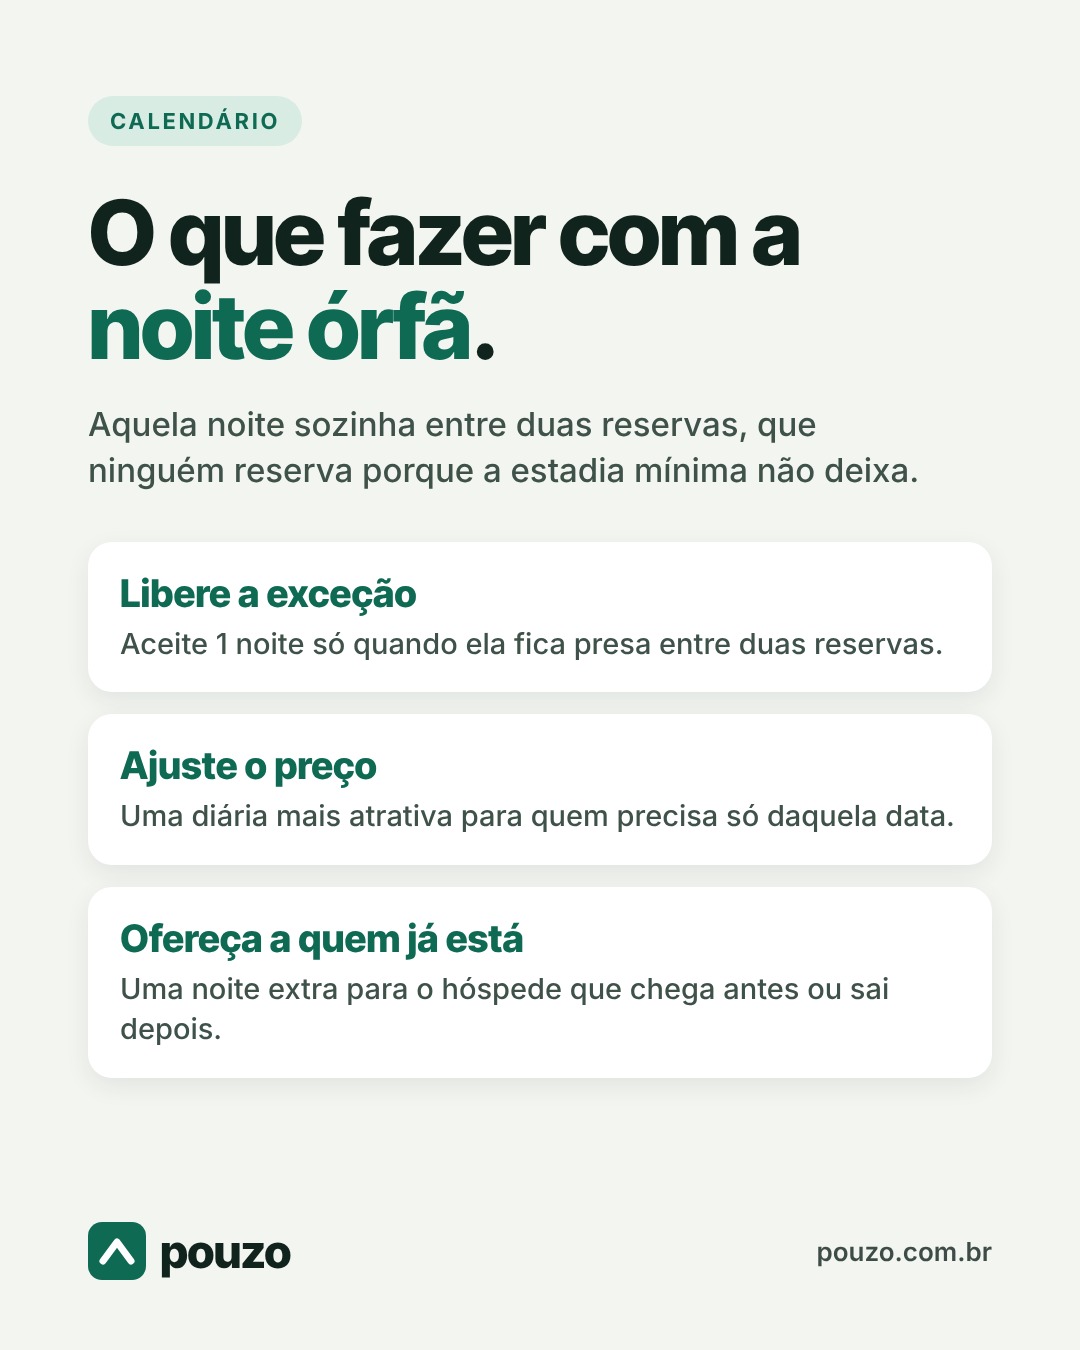 CALENDÁRIO
O que fazer com a
noite órfã.
Aquela noite sozinha entre duas reservas, que
ninguém reserva porque a estadia mínima não deixa.
Libere a exceção
Aceite 1 noite só quando ela fica presa entre duas reservas.
Ajuste o preço
Uma diária mais atrativa para quem precisa só daquela data.
Ofereça a quem já está
Uma noite extra para o hóspede que chega antes ou sai
depois.
pouzo
pouzo.com.br